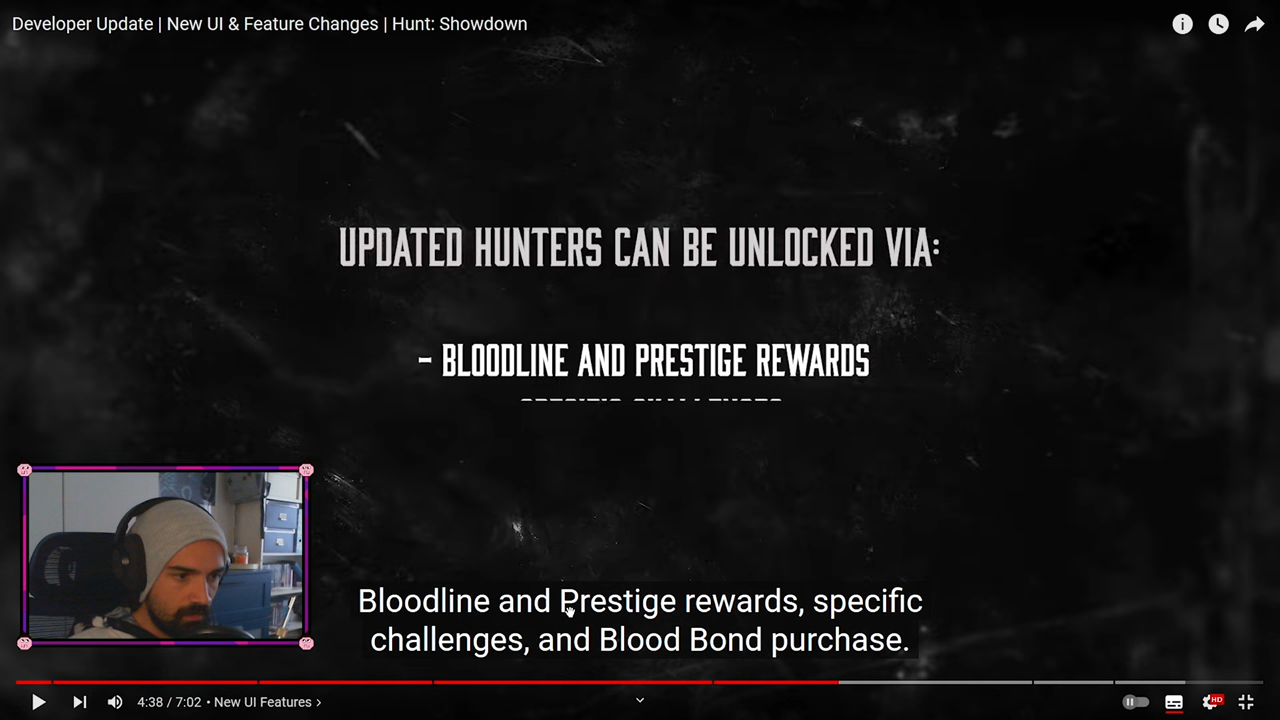 Developer Update | New UI & Feature Changes | Hunt: Showdown
UPDATED HUNTERS CAN BE UNLOCKED VIA:
- BLOODLINE AND PRESTIGE REWARDS
Bloodline and Prestige rewards, specific
challenges, and Blood Bond purchase.
4:38 / 7:02 • New UI Features >
HD